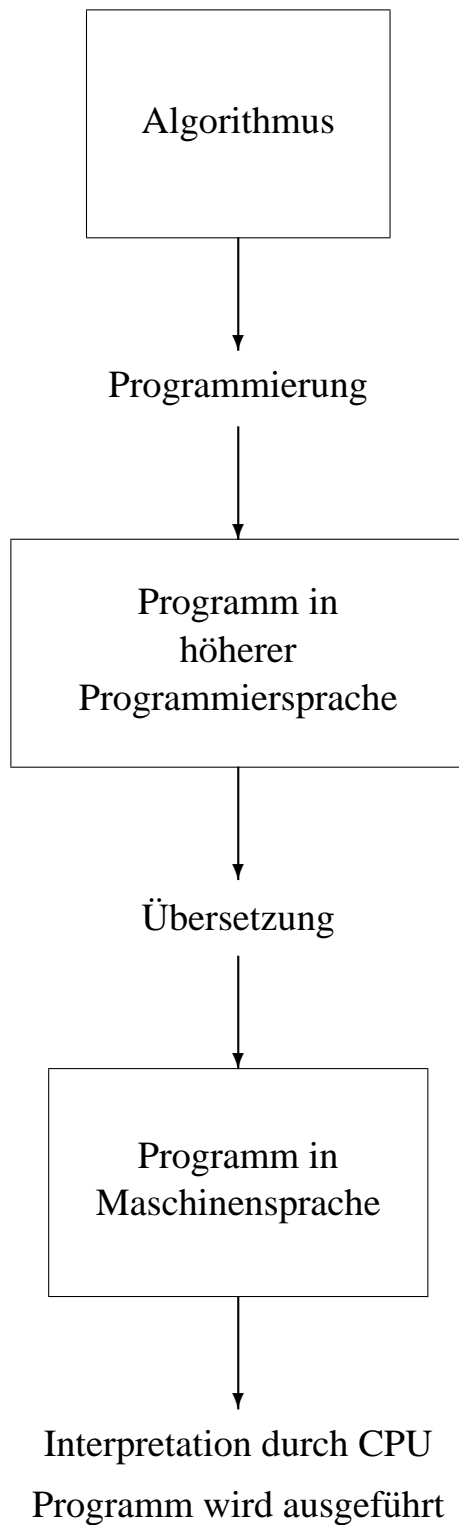 Algorithmus
Programmierung
Programm in
höherer
Programmiersprache
Übersetzung
Programm in
Maschinensprache
Interpretation durch CPU
Programm wird ausgeführt